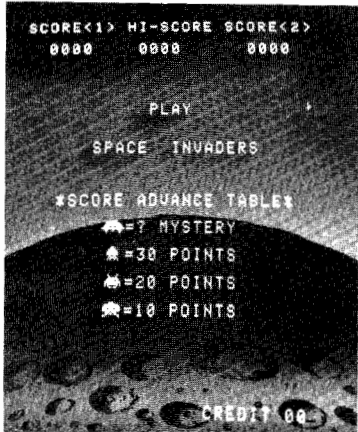 SCORE<1> HI-SCORE SCORE<2>
0000 0000 0000
PLAY
SPACE INVADERS
*SCORE ADVANCE TABLE*
=? MYSTERY
=30 POINTS
=20 POINTS
=10 POINTS
CREDIT 00